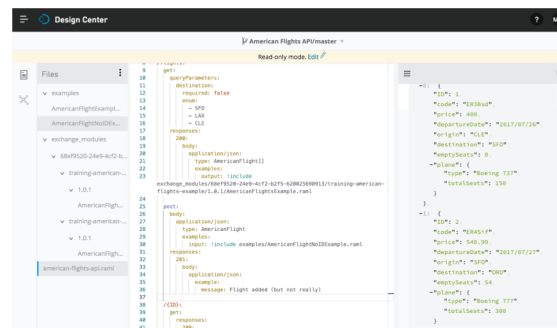 Design Center
?
American Flights API/master
Read-only mode. Edit
Files
examples
AmericanFlightExampl...
AmericanFlightNoIDEx...
exchange_modules
68ef9520-24e9-4cf2-b...
training-american-...
1.0.1
AmericanFligh...
training-american-...
1.0.1
AmericanFligh...
american-flights-api.raml
9 get:
10 queryParameters:
11 destination:
12 required: false
13 enum:
14 - SFO
15 - LAX
16 - CLE
17 responses:
18 200:
19 body:
20 application/json:
21 type: AmericanFlight[]
22 examples:
23 output: !include
exchange_modules/68ef9520-24e9-4cf2-b2f5-620025690913/training-american-
flights-example/1.0.1/AmericanFlightsExample.raml
24
25 post:
26 body:
27 application/json:
28 type: AmericanFlight
29 examples:
30 input: !include examples/AmericanFlightNoIDExample.raml
31 responses:
32 201:
33 body:
34 application/json:
35 example:
36 message: Flight added (but not really)
37
38 /{ID}:
39 get:
40 responses:
41 200:
-0: {
"ID": 1,
"code": "ER38sd",
"price": 400,
"departureDate": "2017/07/26",
"origin": "CLE",
"destination": "SFO",
"emptySeats": 0,
-"plane": {
"type": "Boeing 737",
"totalSeats": 150
}
},
-1: {
"ID": 2,
"code": "ER45if",
"price": 540.99,
"departureDate": "2017/07/27",
"origin": "SFO",
"destination": "ORD",
"emptySeats": 54,
-"plane": {
"type": "Boeing 777",
"totalSeats": 300
}